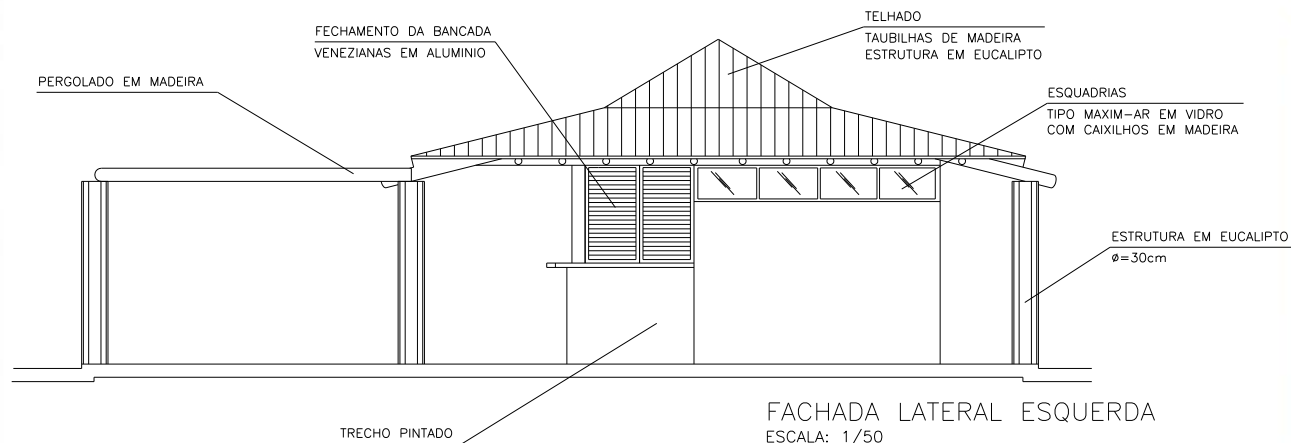 TELHADO
TAUBILHAS DE MADEIRA
ESTRUTURA EM EUCALIPTO
FECHAMENTO DA BANCADA
VENEZIANAS EM ALUMINIO
PERGOLADO EM MADEIRA
ESQUADRIAS
TIPO MAXIM-AR EM VIDRO
COM CAIXILHOS EM MADEIRA
ESTRUTURA EM EUCALIPTO
ø=30cm
TRECHO PINTADO
FACHADA LATERAL ESQUERDA
ESCALA: 1/50